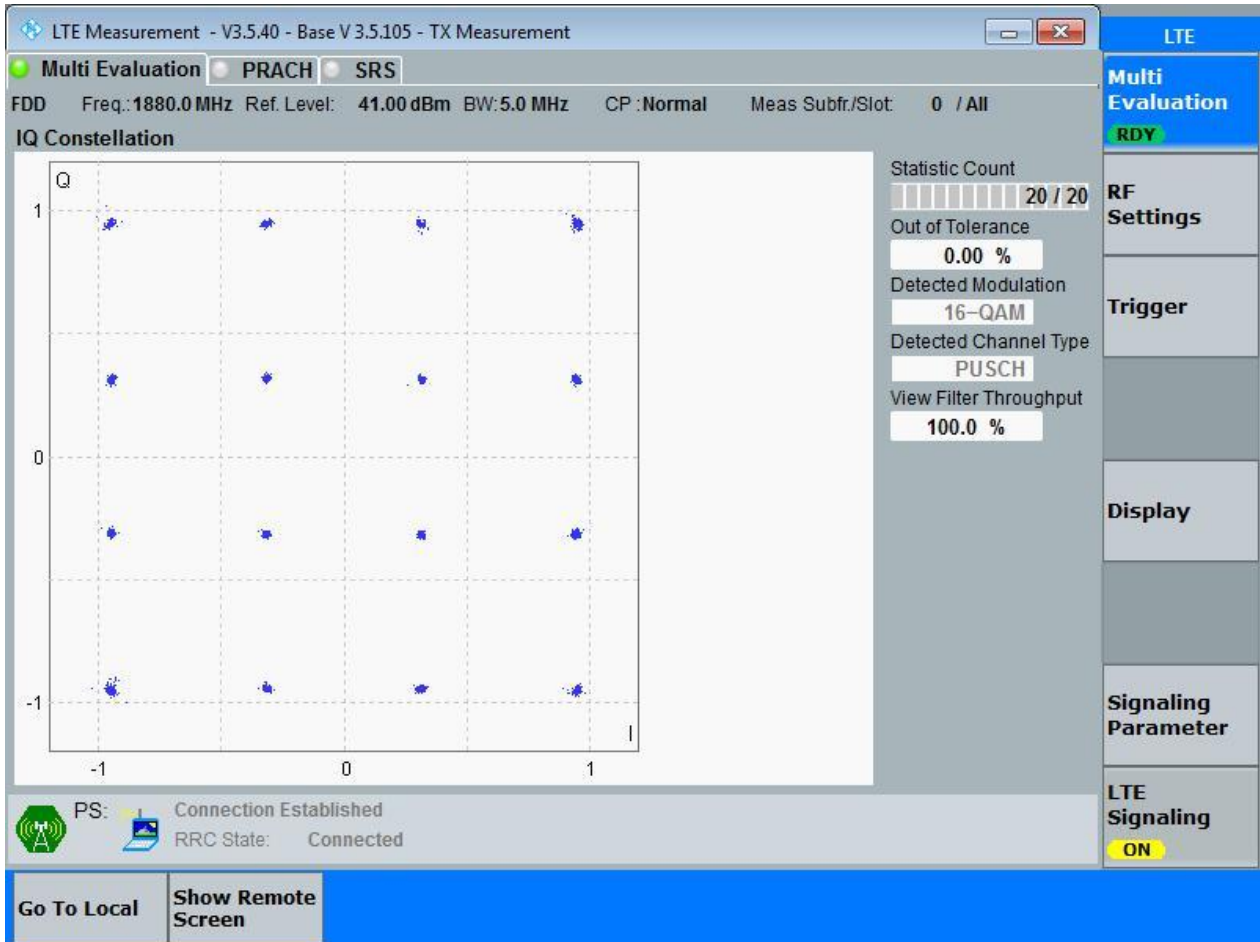 LTE Measurement - V3.5.40 - Base V 3.5.105 - TX Measurement
LTE
Multi Evaluation PRACH SRS
Multi
Evaluation
RDY
FDD Freq.: 1880.0 MHz Ref. Level: 41.00 dBm BW: 5.0 MHz CP : Normal Meas Subfr./Slot: 0 / All
IQ Constellation
Q
1
0
-1
I
-1 0 1
Statistic Count
20 / 20
Out of Tolerance
0.00 %
Detected Modulation
16-QAM
Detected Channel Type
PUSCH
View Filter Throughput
100.0 %
RF
Settings
Trigger
Display
Signaling
Parameter
LTE
Signaling
ON
PS: Connection Established
RRC State: Connected
Go To Local
Show Remote
Screen